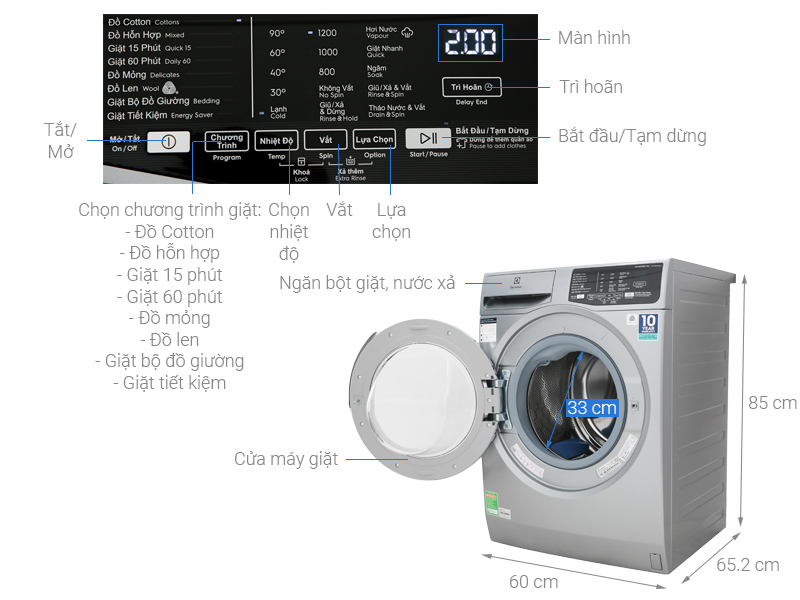 Đồ Cotton Cottons
Đồ Hỗn Hợp Mixed
Giặt 15 Phút Quick 15
Giặt 60 Phút Daily 60
Đồ Mỏng Delicates
Đồ Len Wool
Giặt Bộ Đồ Giường Bedding
Giặt Tiết Kiệm Energy Saver
90°
60°
40°
30°
Lạnh
Cold
1200
1000
800
Không Vắt
No Spin
Giũ/Xả
& Dừng
Rinse & Hold
Hơi Nước
Vapour
Giặt Nhanh
Quick
Ngâm
Soak
Giũ/Xả & Vắt
Rinse & Spin
Tháo Nước & Vắt
Drain & Spin
2.00
Trì Hoãn
Delay End
Mở / Tắt
On / Off
Chương
Trình
Program
Nhiệt Độ
Temp
Vắt
Spin
Lựa Chọn
Option
Khoá
Lock
Xả thêm
Extra Rinse
Start / Pause
Bắt Đầu / Tạm Dừng
Dừng để thêm quần áo
Pause to add clothes
Màn hình
Trì hoãn
Bắt đầu/Tạm dừng
Tắt/
Mở
Chọn chương trình giặt:
- Đồ Cotton
- Đồ hỗn hợp
- Giặt 15 phút
- Giặt 60 phút
- Đồ mỏng
- Đồ len
- Giặt bộ đồ giường
- Giặt tiết kiệm
Chọn
nhiệt
độ
Vắt
Lựa
chọn
Ngăn bột giặt, nước xả
Electrolux
10
YEAR
33 cm
85 cm
Cửa máy giặt
60 cm
65.2 cm